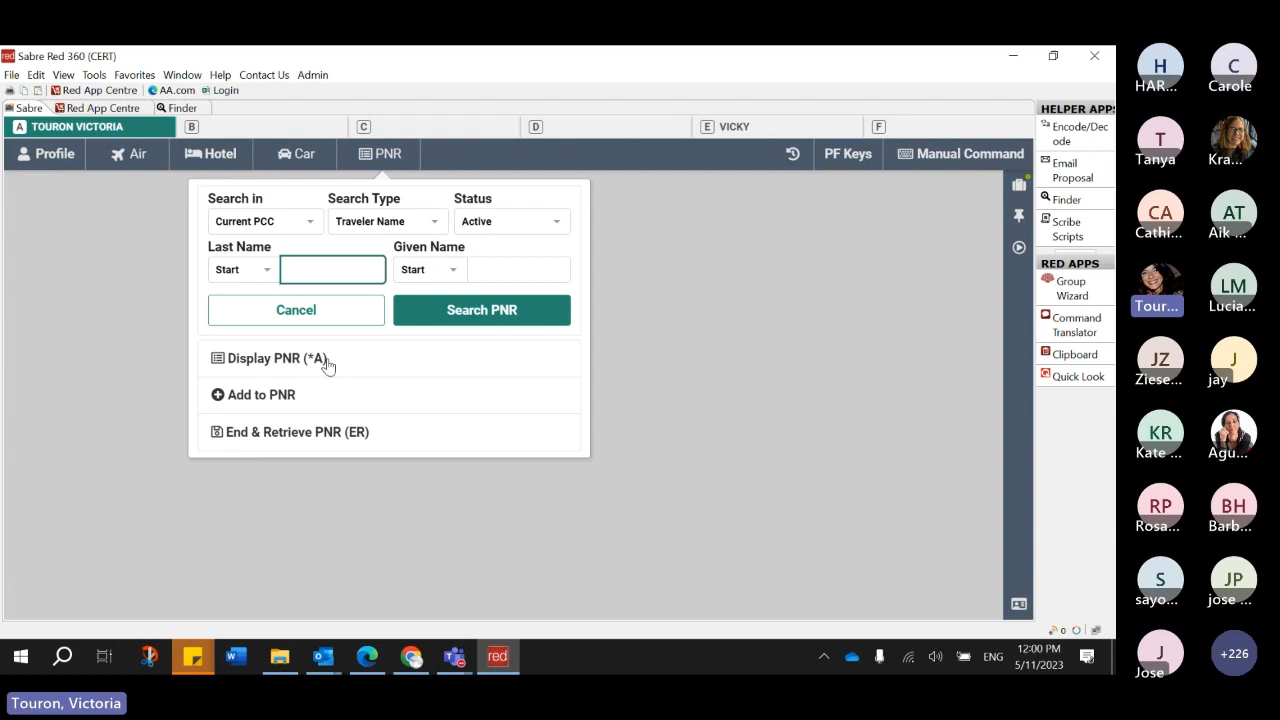 red Sabre Red 360 (CERT)
File Edit View Tools Favorites Window Help Contact Us Admin
Red App Centre AA.com Login
Sabre Red App Centre Finder
A TOURON VICTORIA B C D E VICKY F
Profile Air Hotel Car PNR PF Keys Manual Command
Search in Search Type Status
Current PCC Traveler Name Active
Last Name Given Name
Start Start
Cancel Search PNR
Display PNR (*A)
Add to PNR
End & Retrieve PNR (ER)
HELPER APPS
Encode/Dec
ode
Email
Proposal
Finder
Scribe
Scripts
RED APPS
Group
Wizard
Command
Translator
Clipboard
Quick Look
0
red
ENG
12:00 PM
5/11/2023
Touron, Victoria
H C
HAR... Carole
T
Tanya Kra...
CA AT
Cathi... Aik ...
LM
Tour... Lucia...
JZ J
Ziese... jay
KR
Kate ... Agu...
RP BH
Rosa... Barb...
S JP
sayo... jose ...
J +226
Jose